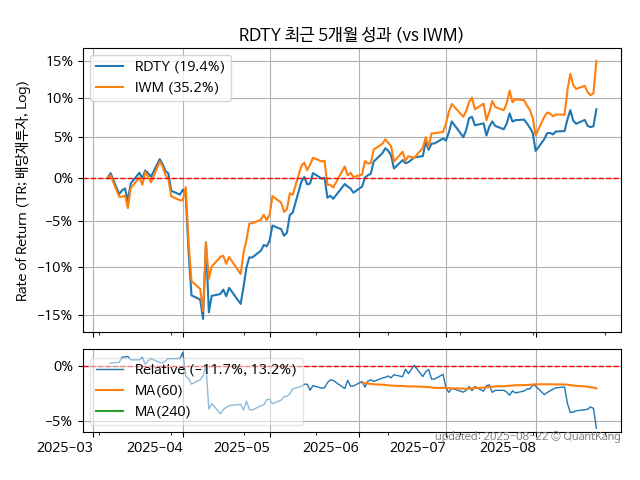 RDTY 최근 5개월 성과 (vs IWM)
Rate of Return (TR: 배당재투자, Log)
15%
10%
5%
0%
−5%
−10%
−15%
RDTY (19.4%)
IWM (35.2%)
0%
−5%
Relative (−11.7%, 13.2%)
MA(60)
MA(240)
2025-03
2025-04
2025-05
2025-06
2025-07
2025-08
updated: 2025-08-22 © QuantKang